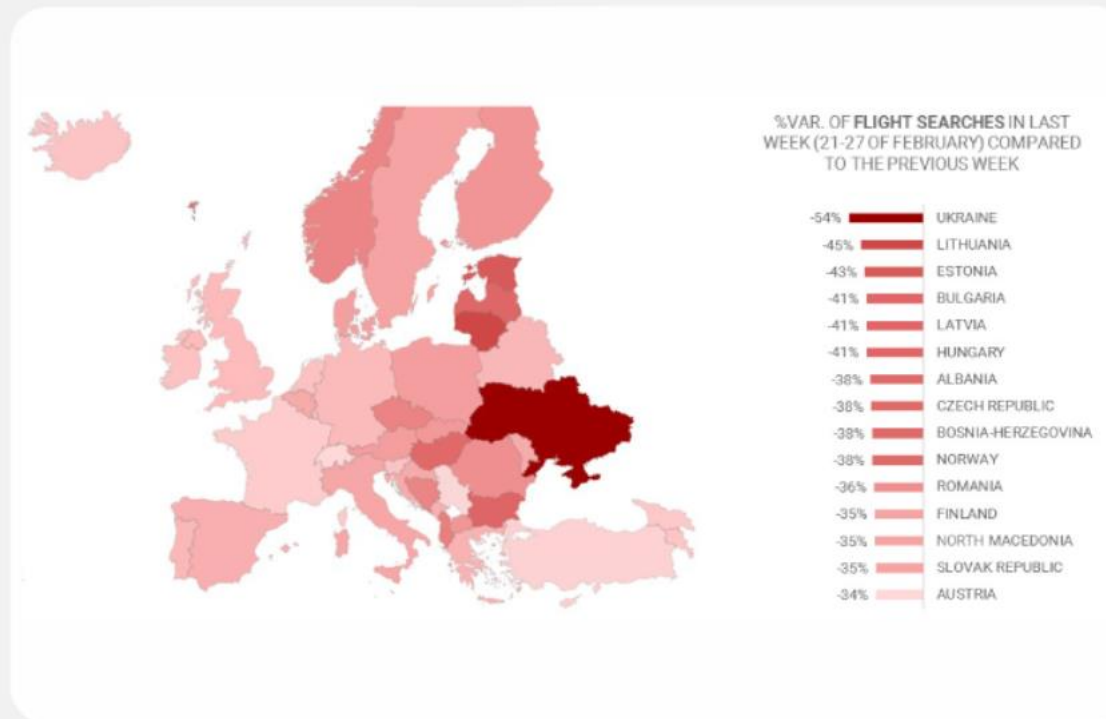 %VAR. OF FLIGHT SEARCHES IN LAST
WEEK (21-27 OF FEBRUARY) COMPARED
TO THE PREVIOUS WEEK
-54% UKRAINE
-45% LITHUANIA
-43% ESTONIA
-41% BULGARIA
-41% LATVIA
-41% HUNGARY
-38% ALBANIA
-38% CZECH REPUBLIC
-38% BOSNIA-HERZEGOVINA
-38% NORWAY
-36% ROMANIA
-35% FINLAND
-35% NORTH MACEDONIA
-35% SLOVAK REPUBLIC
-34% AUSTRIA